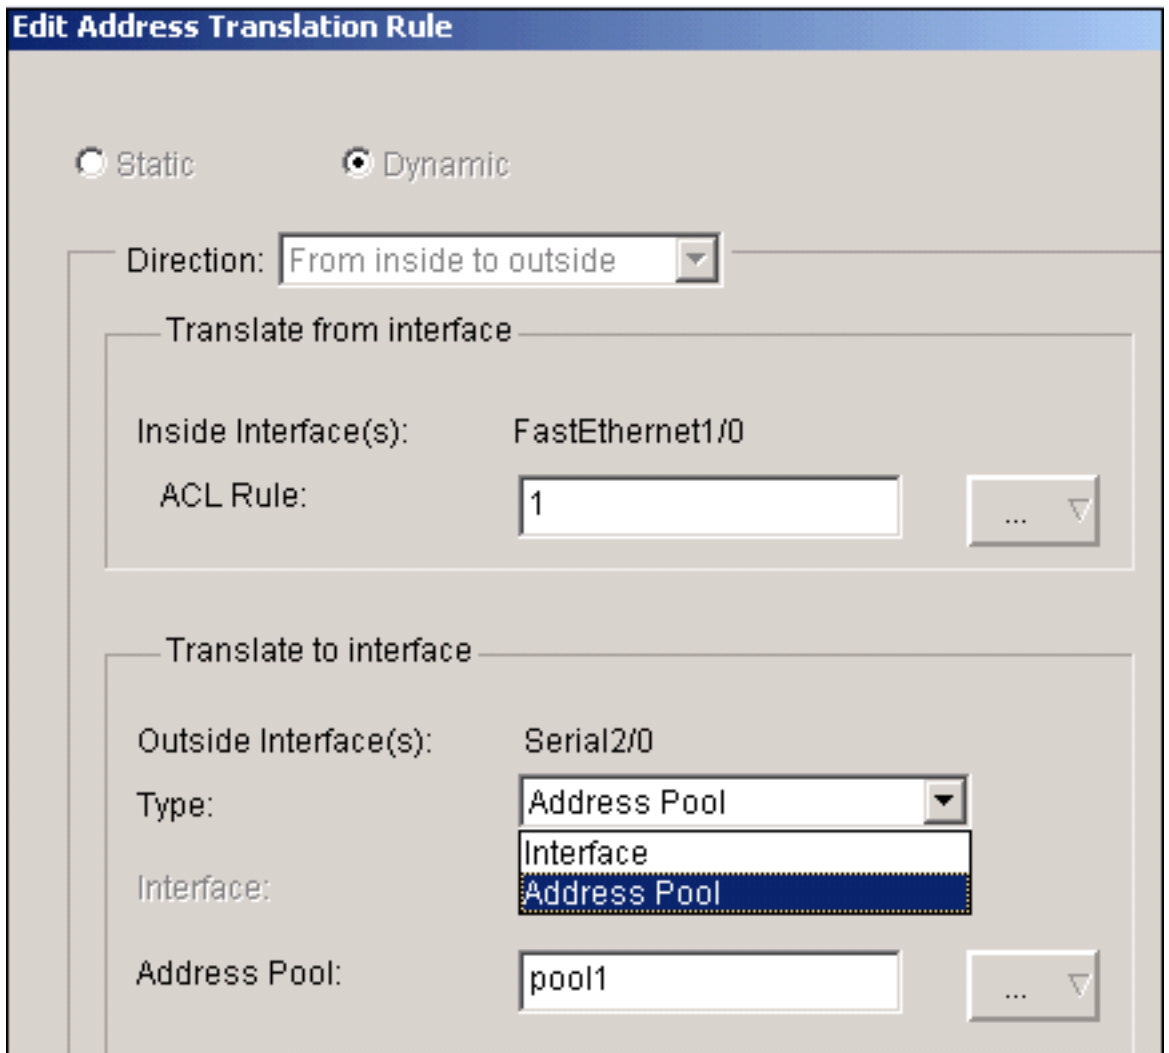 Edit Address Translation Rule
Static Dynamic
Direction: From inside to outside
Translate from interface
Inside Interface(s): FastEthernet1/0
ACL Rule: 1 ...
Translate to interface
Outside Interface(s): Serial2/0
Type: Address Pool
Interface
Interface: Address Pool
Address Pool: pool1 ...